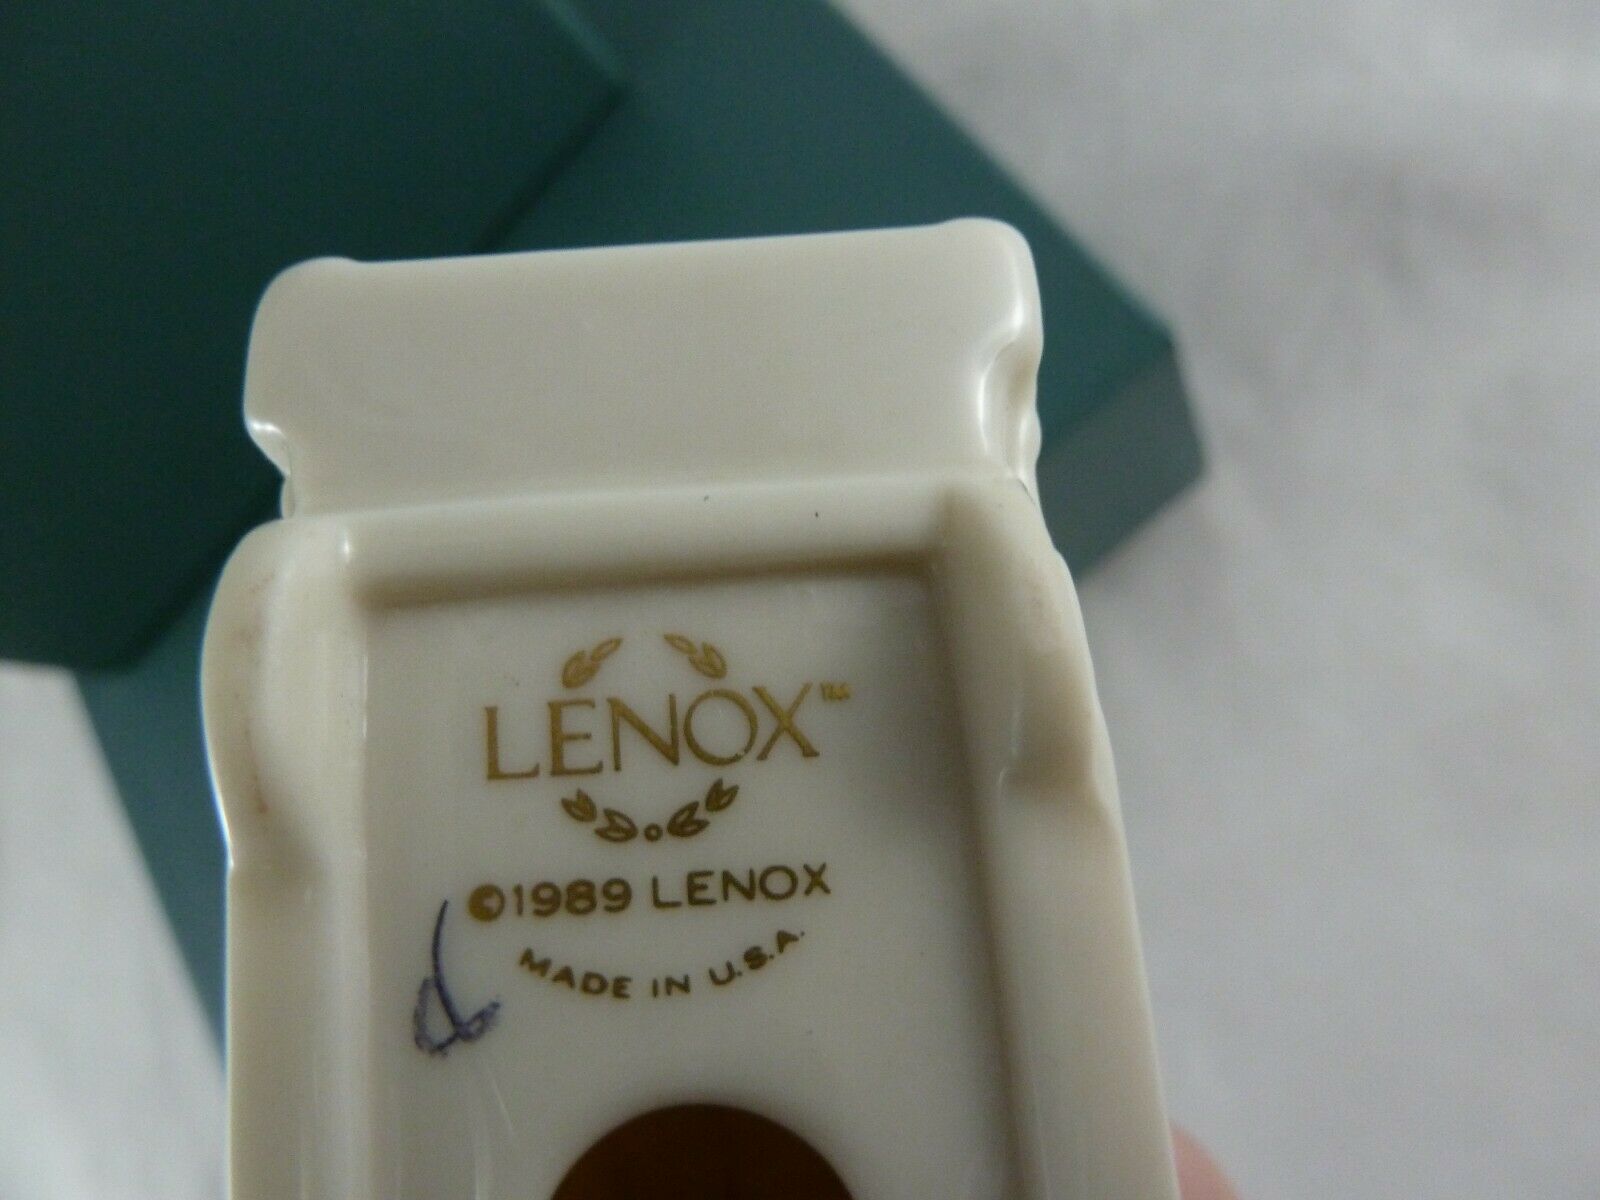 LENOX™
©1989 LENOX
MADE IN U.S.A.